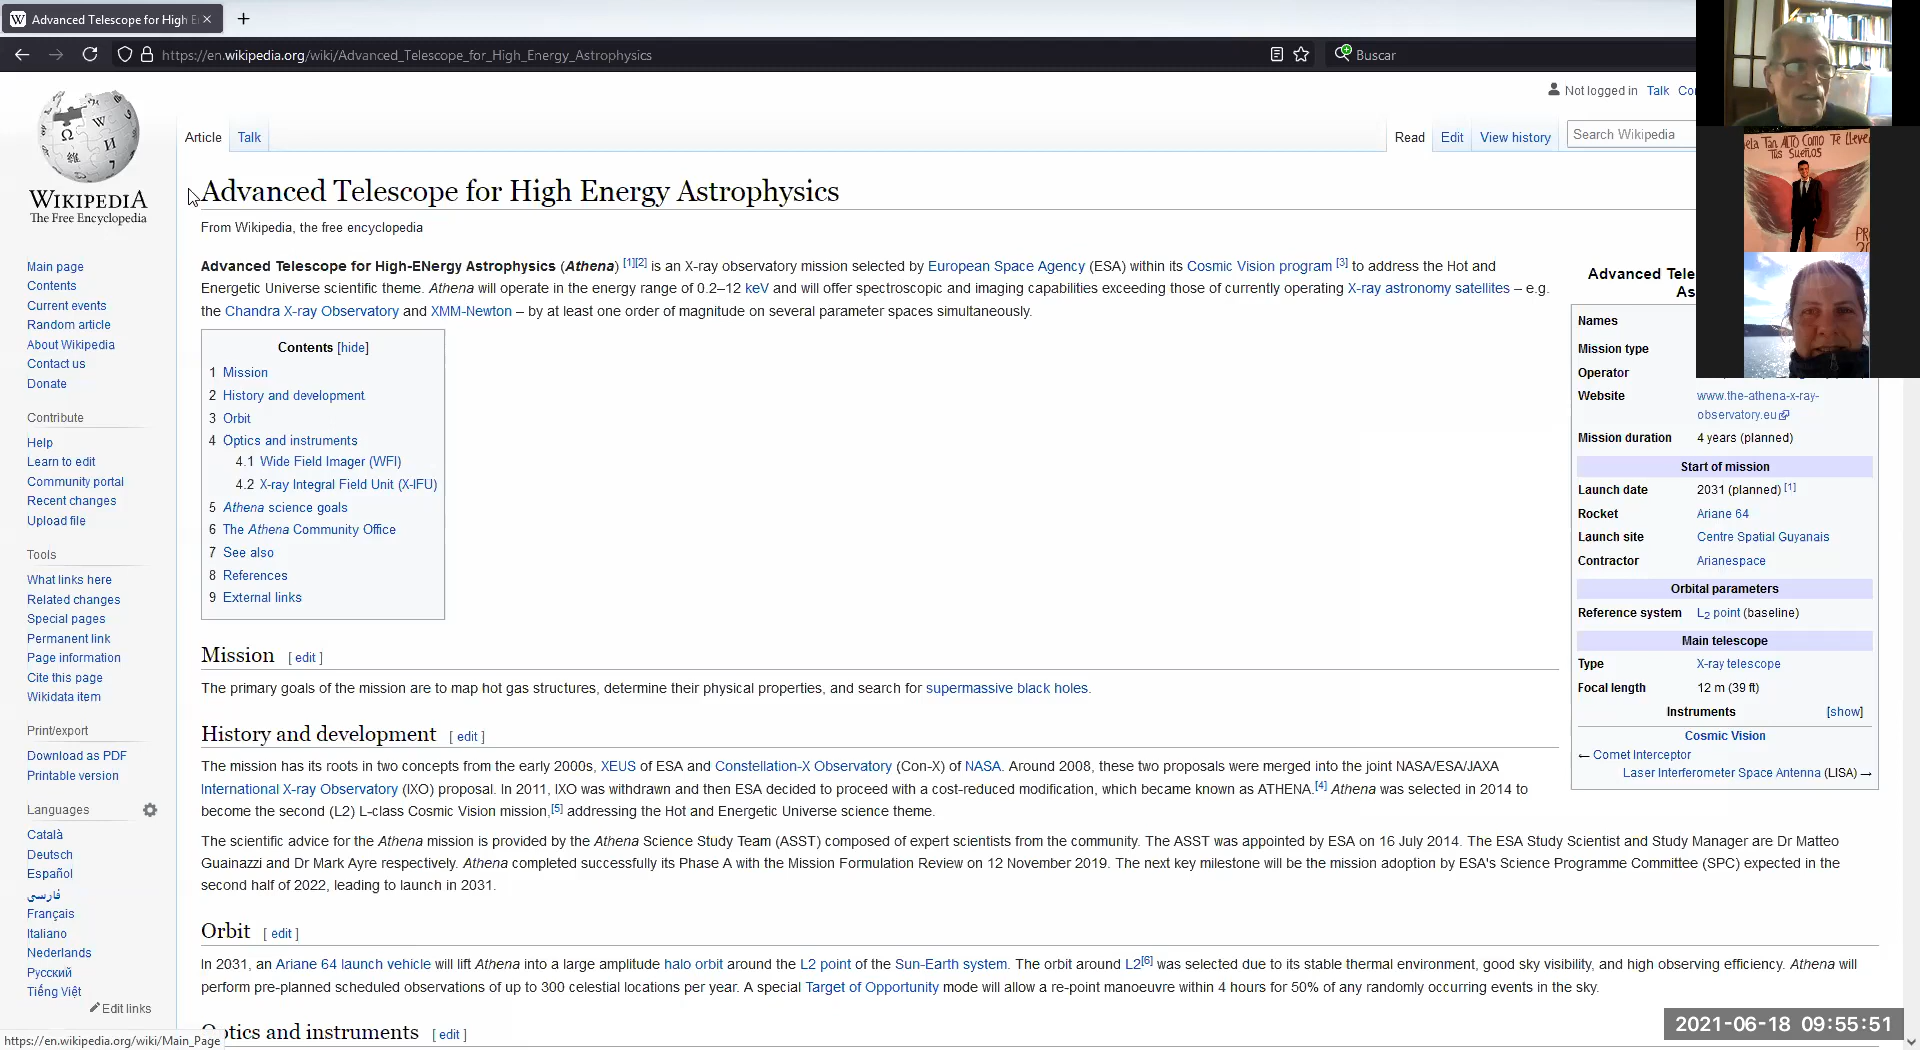 Advanced Telescope for High E
https://en.wikipedia.org/wiki/Advanced_Telescope_for_High_Energy_Astrophysics
Buscar
Not logged in Talk
Article Talk
Read Edit View history Search Wikipedia
WIKIPEDIA
The Free Encyclopedia
Main page
Contents
Current events
Random article
About Wikipedia
Contact us
Donate
Contribute
Help
Learn to edit
Community portal
Recent changes
Upload file
Tools
What links here
Related changes
Special pages
Permanent link
Page information
Cite this page
Wikidata item
Print/export
Download as PDF
Printable version
Languages
Català
Deutsch
Español
فارسی
Français
Italiano
Nederlands
Русский
Tiếng Việt
Edit links
https://en.wikipedia.org/wiki/Main_Page
Advanced Telescope for High Energy Astrophysics
From Wikipedia, the free encyclopedia
Advanced Telescope for High-ENergy Astrophysics (Athena) [1][2] is an X-ray observatory mission selected by European Space Agency (ESA) within its Cosmic Vision program [3] to address the Hot and
Energetic Universe scientific theme. Athena will operate in the energy range of 0.2–12 keV and will offer spectroscopic and imaging capabilities exceeding those of currently operating X-ray astronomy satellites – e.g.
the Chandra X-ray Observatory and XMM-Newton – by at least one order of magnitude on several parameter spaces simultaneously.
Contents [hide]
1 Mission
2 History and development
3 Orbit
4 Optics and instruments
4.1 Wide Field Imager (WFI)
4.2 X-ray Integral Field Unit (X-IFU)
5 Athena science goals
6 The Athena Community Office
7 See also
8 References
9 External links
Mission [ edit ]
The primary goals of the mission are to map hot gas structures, determine their physical properties, and search for supermassive black holes.
History and development [ edit ]
The mission has its roots in two concepts from the early 2000s, XEUS of ESA and Constellation-X Observatory (Con-X) of NASA. Around 2008, these two proposals were merged into the joint NASA/ESA/JAXA
International X-ray Observatory (IXO) proposal. In 2011, IXO was withdrawn and then ESA decided to proceed with a cost-reduced modification, which became known as ATHENA.[4] Athena was selected in 2014 to
become the second (L2) L-class Cosmic Vision mission,[5] addressing the Hot and Energetic Universe science theme.
The scientific advice for the Athena mission is provided by the Athena Science Study Team (ASST) composed of expert scientists from the community. The ASST was appointed by ESA on 16 July 2014. The ESA Study Scientist and Study Manager are Dr Matteo
Guainazzi and Dr Mark Ayre respectively. Athena completed successfully its Phase A with the Mission Formulation Review on 12 November 2019. The next key milestone will be the mission adoption by ESA's Science Programme Committee (SPC) expected in the
second half of 2022, leading to launch in 2031.
Orbit [ edit ]
In 2031, an Ariane 64 launch vehicle will lift Athena into a large amplitude halo orbit around the L2 point of the Sun-Earth system. The orbit around L2[6] was selected due to its stable thermal environment, good sky visibility, and high observing efficiency. Athena will
perform pre-planned scheduled observations of up to 300 celestial locations per year. A special Target of Opportunity mode will allow a re-point manoeuvre within 4 hours for 50% of any randomly occurring events in the sky.
Optics and instruments [ edit ]
Advanced Tele
As
Names
Mission type
Operator
Website www.the-athena-x-ray-
observatory.eu
Mission duration 4 years (planned)
Start of mission
Launch date 2031 (planned) [1]
Rocket Ariane 64
Launch site Centre Spatial Guyanais
Contractor Arianespace
Orbital parameters
Reference system L2 point (baseline)
Main telescope
Type X-ray telescope
Focal length 12 m (39 ft)
Instruments [show]
Cosmic Vision
← Comet Interceptor
Laser Interferometer Space Antenna (LISA) →
ela Tan ALTO Como Te lleve
Tus Sueños
2021-06-18 09:55:51